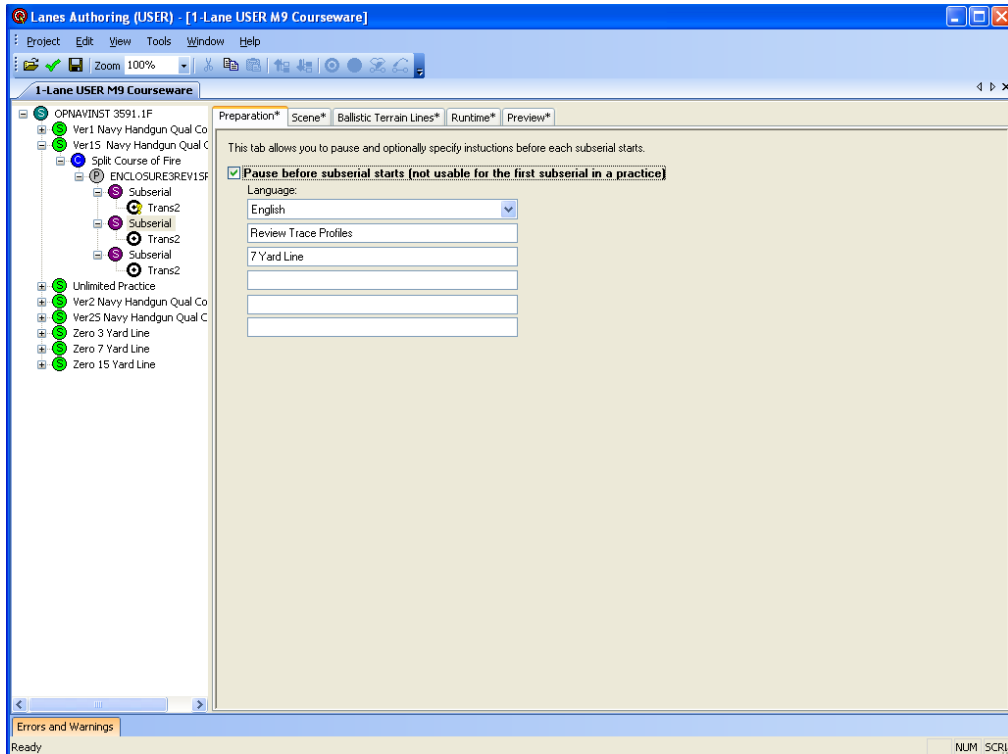 Lanes Authoring (USER) - [1-Lane USER M9 Courseware]
Project Edit View Tools Window Help
Zoom 100%
1-Lane USER M9 Courseware
OPNAVINST 3591.1F
Ver1 Navy Handgun Qual Co
Ver1S Navy Handgun Qual C
Split Course of Fire
ENCLOSURE3REV1SF
Subserial
Trans2
Subserial
Trans2
Subserial
Trans2
Unlimited Practice
Ver2 Navy Handgun Qual Co
Ver2S Navy Handgun Qual C
Zero 3 Yard Line
Zero 7 Yard Line
Zero 15 Yard Line
Preparation* Scene* Ballistic Terrain Lines* Runtime* Preview*
This tab allows you to pause and optionally specify instuctions before each subserial starts.
Pause before subserial starts (not usable for the first subserial in a practice)
Language:
English
Review Trace Profiles
7 Yard Line
Errors and Warnings
Ready
NUM SCRL